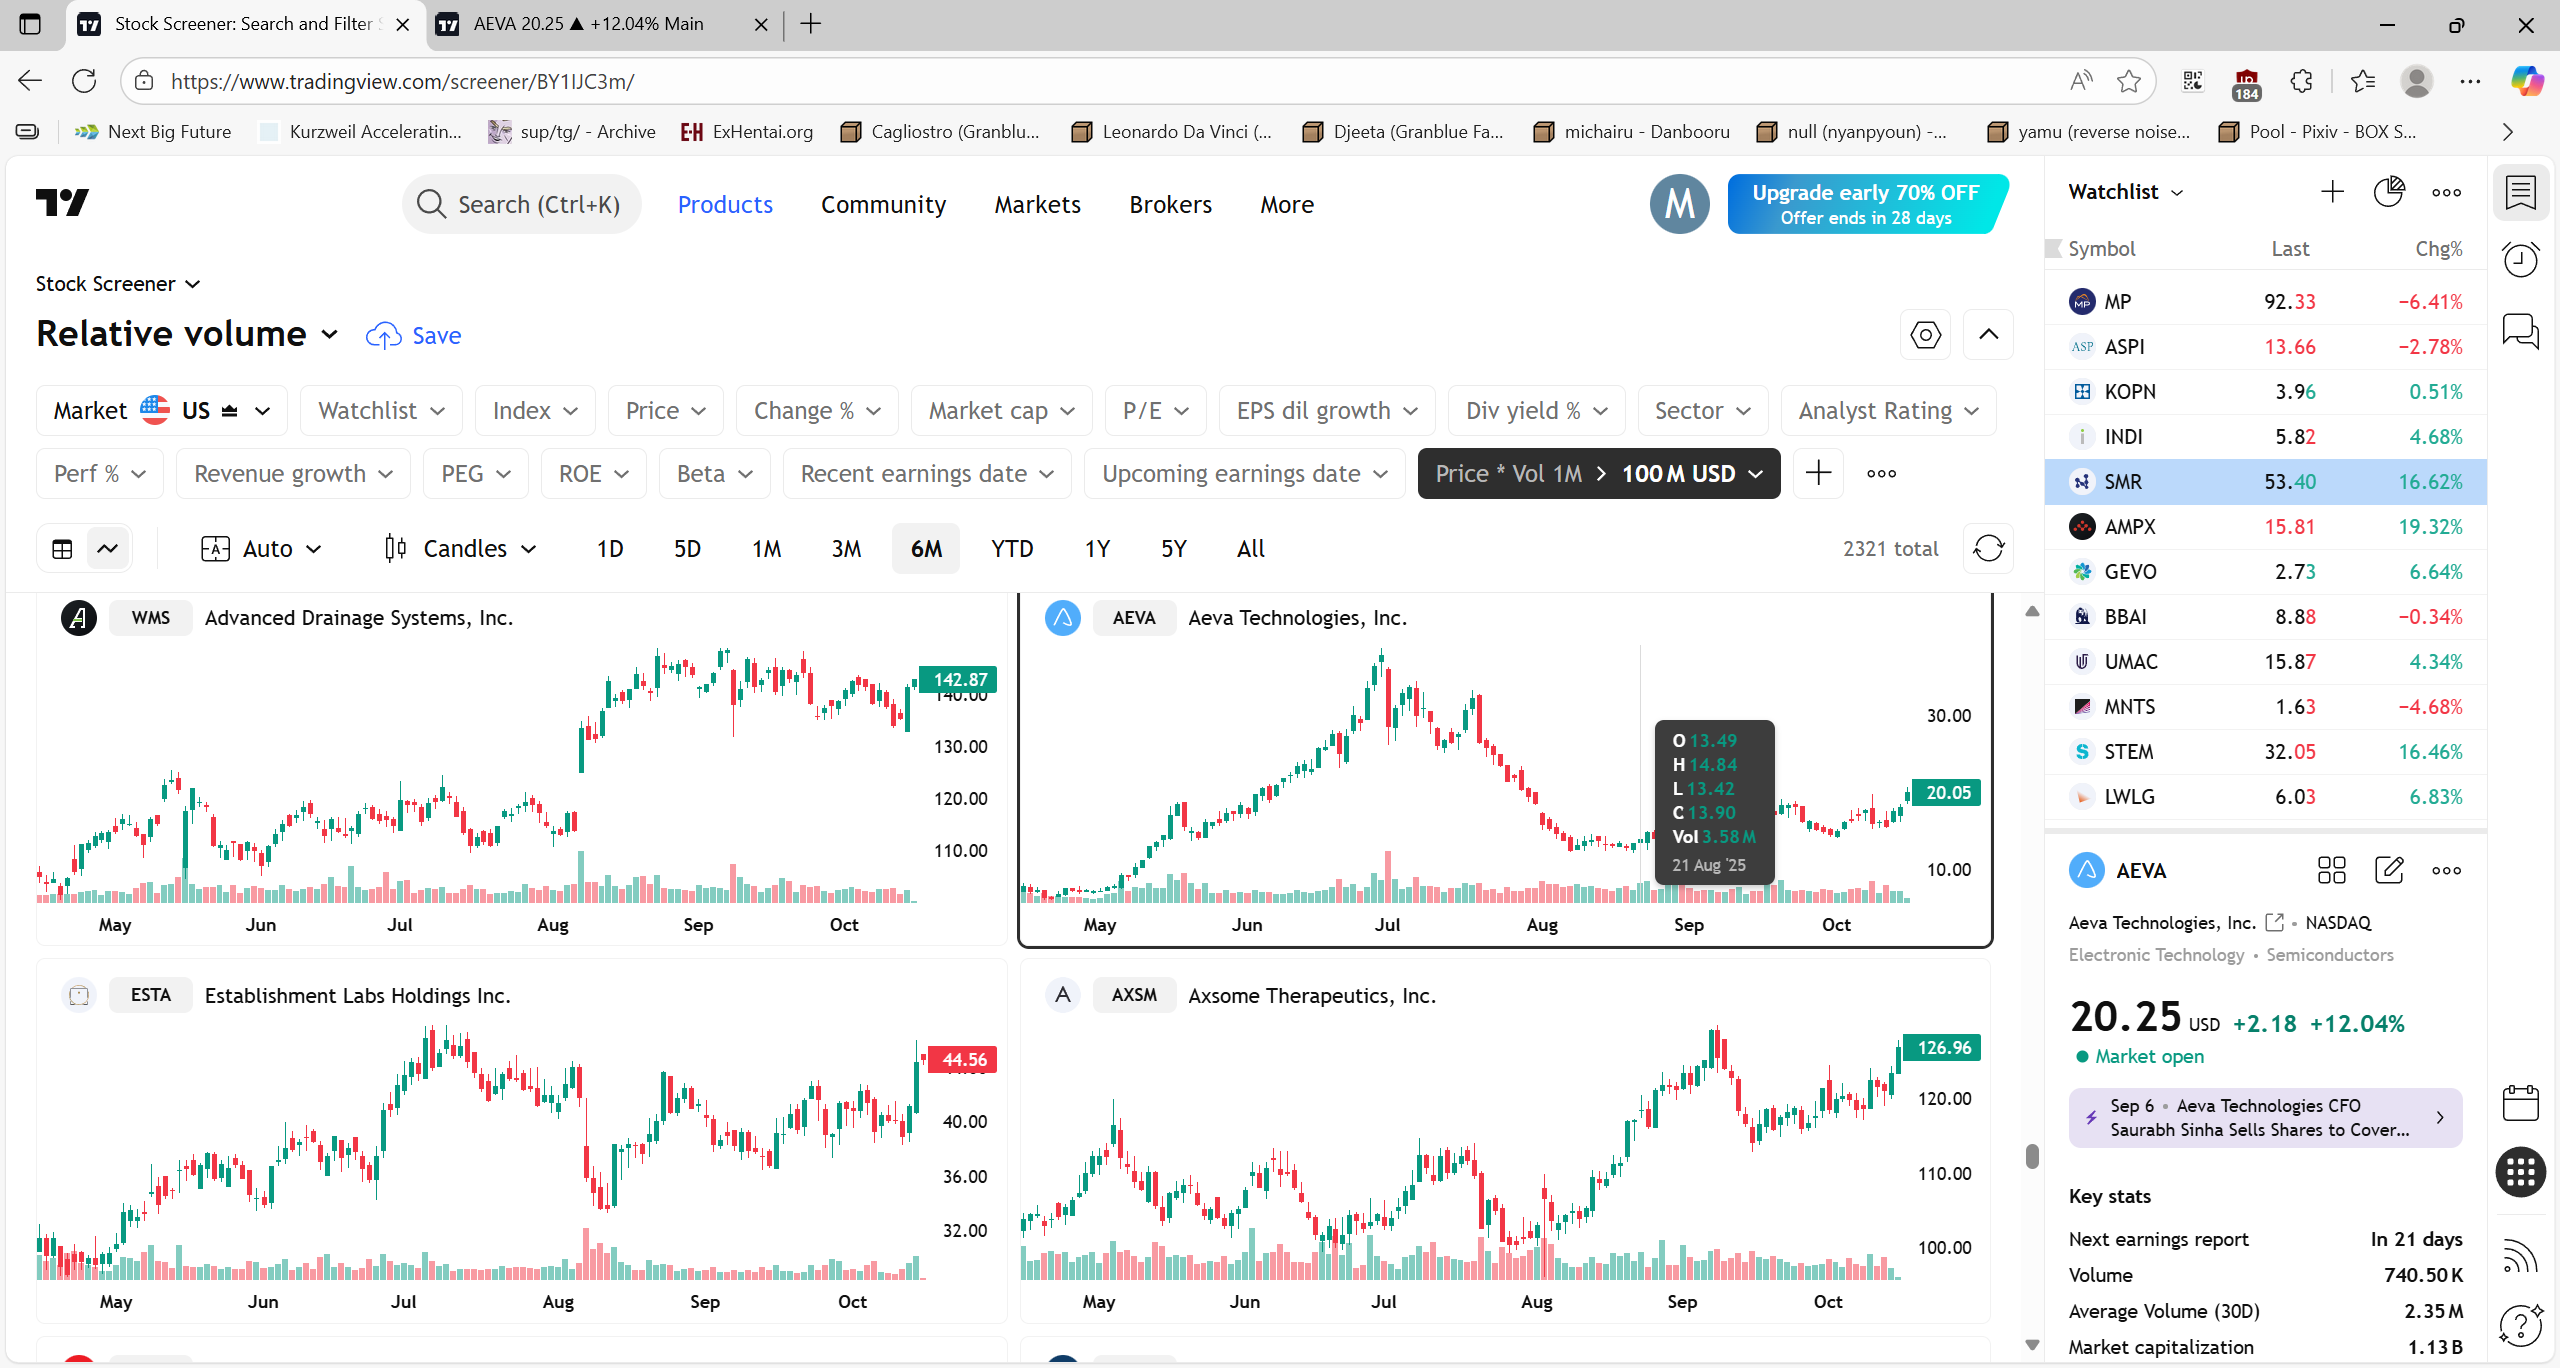 Stock Screener: Search and Filter S
AEVA 20.25 ▲ +12.04% Main
https://www.tradingview.com/screener/BY1IJC3m/
184
Next Big Future
Kurzweil Acceleratin...
sup/tg/ - Archive
E-H ExHentai.org
Cagliostro (Granblu...
Leonardo Da Vinci (...
Djeeta (Granblue Fa...
michairu - Danbooru
null (nyanpyoun) -...
yamu (reverse noise...
Pool - Pixiv - BOX S...
Search (Ctrl+K)
Products
Community
Markets
Brokers
More
M
Upgrade early 70% OFF
Offer ends in 28 days
Stock Screener
Relative volume
Save
Market US
Watchlist
Index
Price
Change %
Market cap
P/E
EPS dil growth
Div yield %
Sector
Analyst Rating
Perf %
Revenue growth
PEG
ROE
Beta
Recent earnings date
Upcoming earnings date
Price * Vol 1M > 100 M USD
Auto
Candles
1D
5D
1M
3M
6M
YTD
1Y
5Y
All
2321 total
WMS Advanced Drainage Systems, Inc.
142.87
140.00
130.00
120.00
110.00
May Jun Jul Aug Sep Oct
AEVA Aeva Technologies, Inc.
30.00
20.05
10.00
O 13.49
H 14.84
L 13.42
C 13.90
Vol 3.58 M
21 Aug '25
May Jun Jul Aug Sep Oct
ESTA Establishment Labs Holdings Inc.
44.56
40.00
36.00
32.00
May Jun Jul Aug Sep Oct
A AXSM Axsome Therapeutics, Inc.
126.96
120.00
110.00
100.00
May Jun Jul Aug Sep Oct
Watchlist
Symbol Last Chg%
MP 92.33 −6.41%
ASP ASPI 13.66 −2.78%
KOPN 3.96 0.51%
INDI 5.82 4.68%
SMR 53.40 16.62%
AMPX 15.81 19.32%
GEVO 2.73 6.64%
BBAI 8.88 −0.34%
UMAC 15.87 4.34%
MNTS 1.63 −4.68%
STEM 32.05 16.46%
LWLG 6.03 6.83%
AEVA
Aeva Technologies, Inc. • NASDAQ
Electronic Technology • Semiconductors
20.25 USD +2.18 +12.04%
Market open
Sep 6 • Aeva Technologies CFO
Saurabh Sinha Sells Shares to Cover...
Key stats
Next earnings report In 21 days
Volume 740.50 K
Average Volume (30D) 2.35 M
Market capitalization 1.13 B